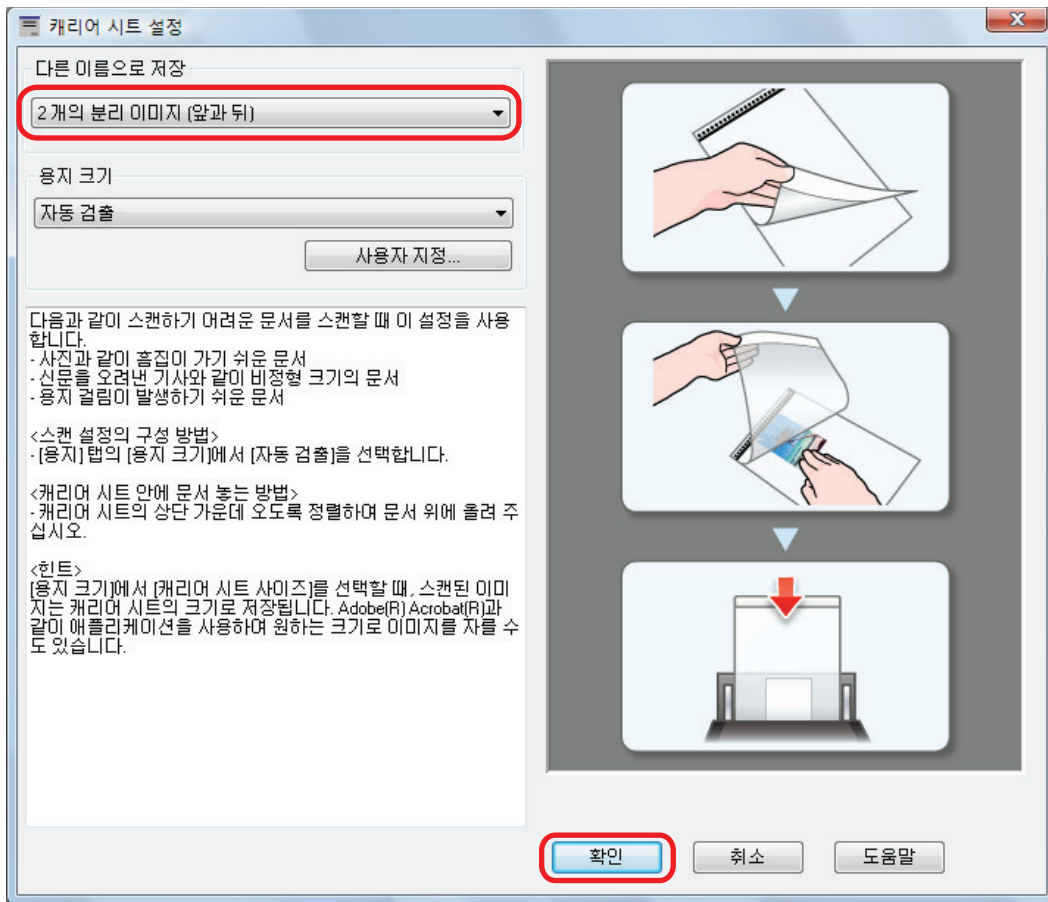 캐리어 시트 설정
다른 이름으로 저장
2 개의 분리 이미지 (앞과 뒤)
용지 크기
자동 검출
사용자 지정...
다음과 같이 스캔하기 어려운 문서를 스캔할 때 이 설정을 사용
합니다.
- 사진과 같이 흠집이 가기 쉬운 문서
- 신문을 오려낸 기사와 같이 비정형 크기의 문서
- 용지 걸림이 발생하기 쉬운 문서
<스캔 설정의 구성 방법>
- [용지] 탭의 [용지 크기]에서 [자동 검출]을 선택합니다.
<캐리어 시트 안에 문서 놓는 방법>
- 캐리어 시트의 상단 가운데 오도록 정렬하여 문서 위에 올려 주
십시오.
<힌트>
[용지 크기]에서 [캐리어 시트 사이즈]를 선택할 때, 스캔된 이미
지는 캐리어 시트의 크기로 저장됩니다. Adobe(R) Acrobat(R)과
같이 애플리케이션을 사용하여 원하는 크기로 이미지를 자를 수
도 있습니다.
확인
취소
도움말